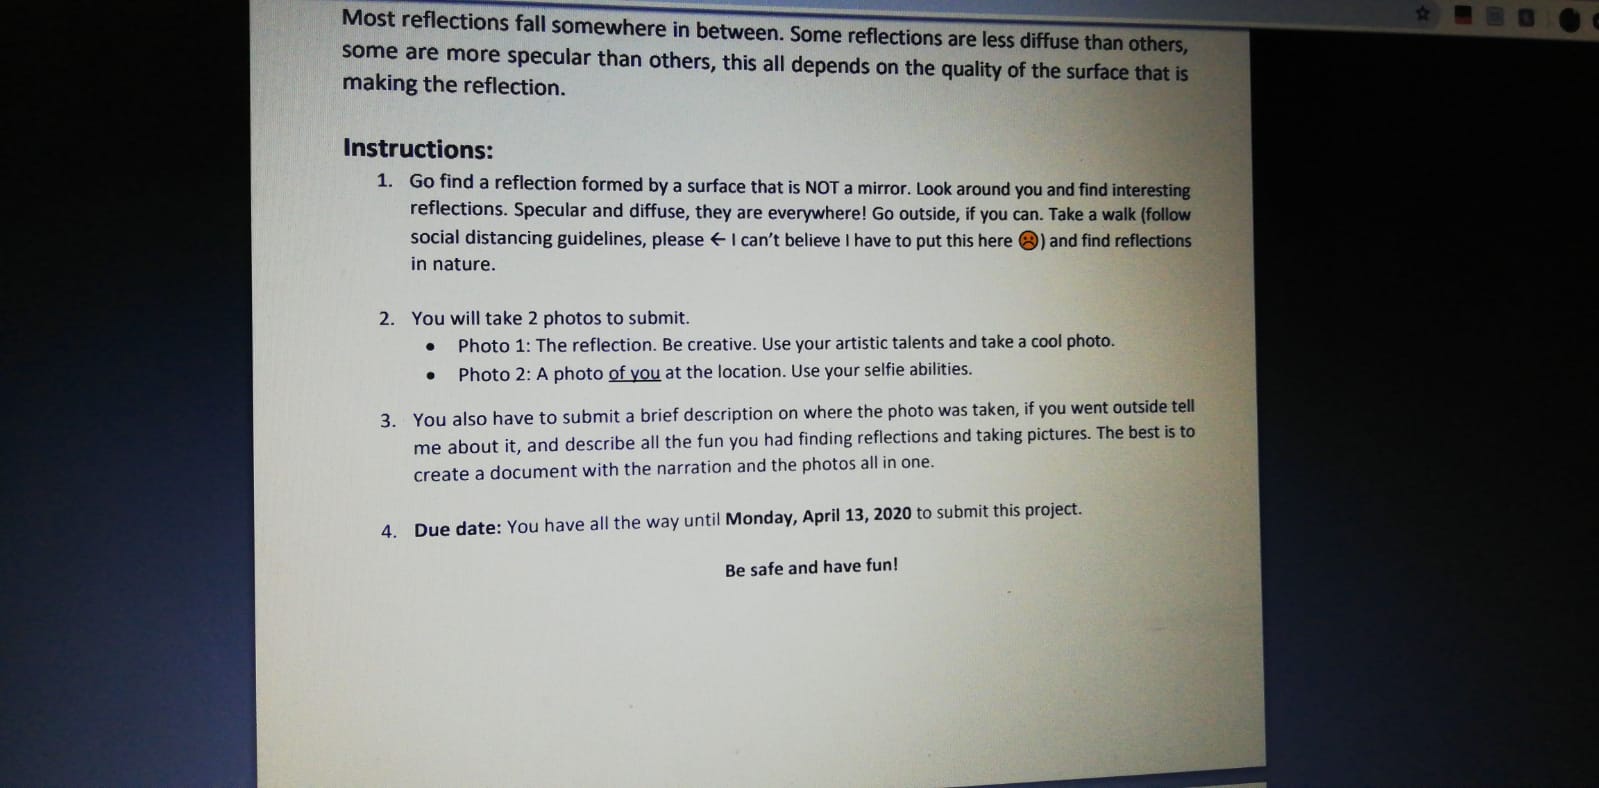 Most reflections fall somewhere in between. Some reflections are less diffuse than others,
some are more specular than others, this all depends on the quality of the surface that is
making the reflection.
Instructions:
1. Go find a reflection formed by a surface that is NOT a mirror. Look around you and find interesting
reflections. Specular and diffuse, they are everywhere! Go outside, if you can. Take a walk (follow
social distancing guidelines, please ← I can't believe I have to put this here ☹) and find reflections
in nature.
2. You will take 2 photos to submit.
• Photo 1: The reflection. Be creative. Use your artistic talents and take a cool photo.
• Photo 2: A photo of you at the location. Use your selfie abilities.
3. You also have to submit a brief description on where the photo was taken, if you went outside tell
me about it, and describe all the fun you had finding reflections and taking pictures. The best is to
create a document with the narration and the photos all in one.
4. Due date: You have all the way until Monday, April 13, 2020 to submit this project.
Be safe and have fun!